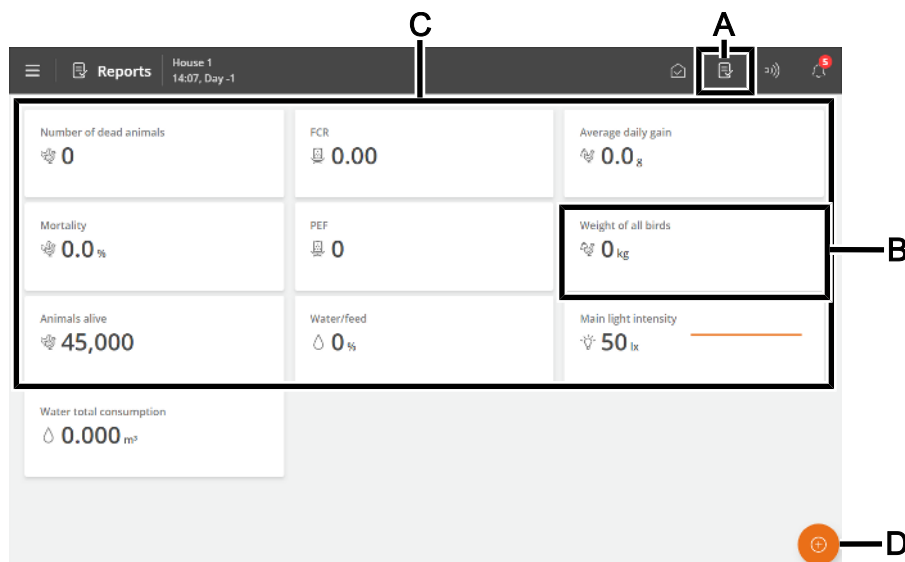 C
A
Reports
House 1
14:07, Day -1
5
Number of dead animals
0
FCR
0.00
Average daily gain
0.0 g
Mortality
0.0 %
PEF
0
Weight of all birds
0 kg
B
Animals alive
45,000
Water/feed
0 %
Main light intensity
50 lx
Water total consumption
0.000 m³
D